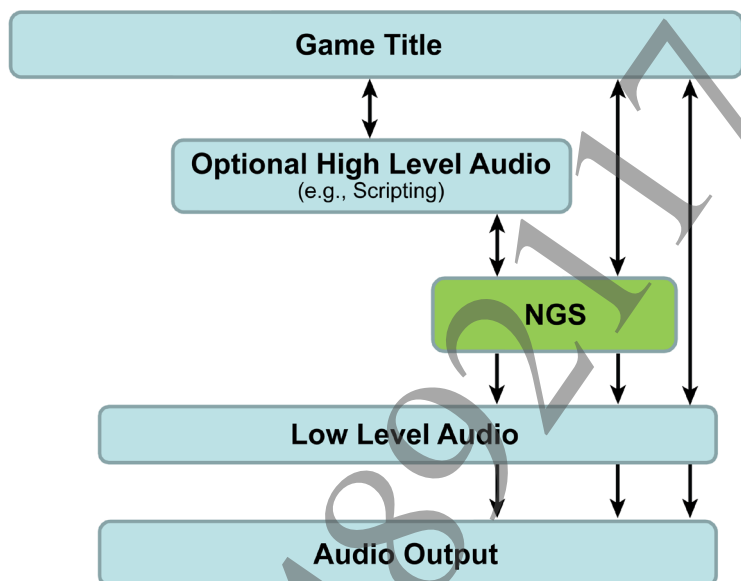 Game Title
Optional High Level Audio
(e.g., Scripting)
NGS
Low Level Audio
Audio Output